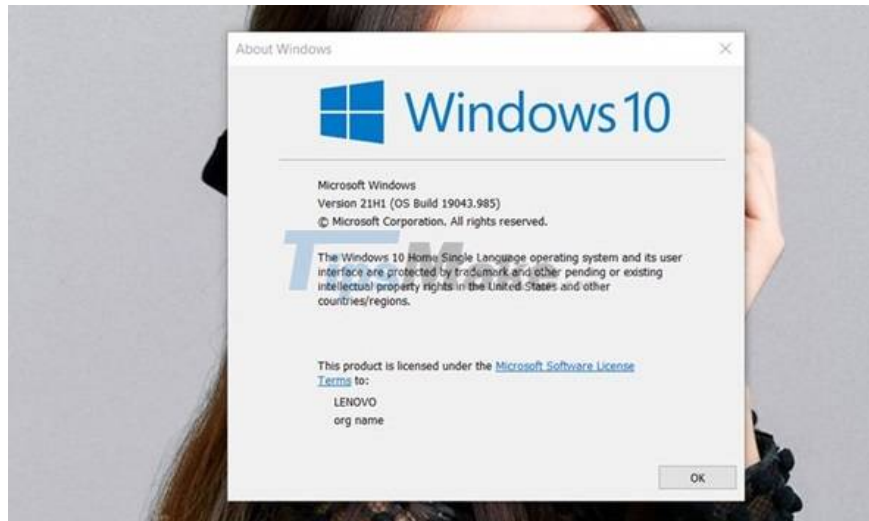 About Windows
Windows 10
Microsoft Windows
Version 21H1 (OS Build 19043.985)
© Microsoft Corporation. All rights reserved.
The Windows 10 Home Single Language operating system and its user
interface are protected by trademark and other pending or existing
intellectual property rights in the United States and other
countries/regions.
This product is licensed under the Microsoft Software License
Terms to:
LENOVO
org name
OK